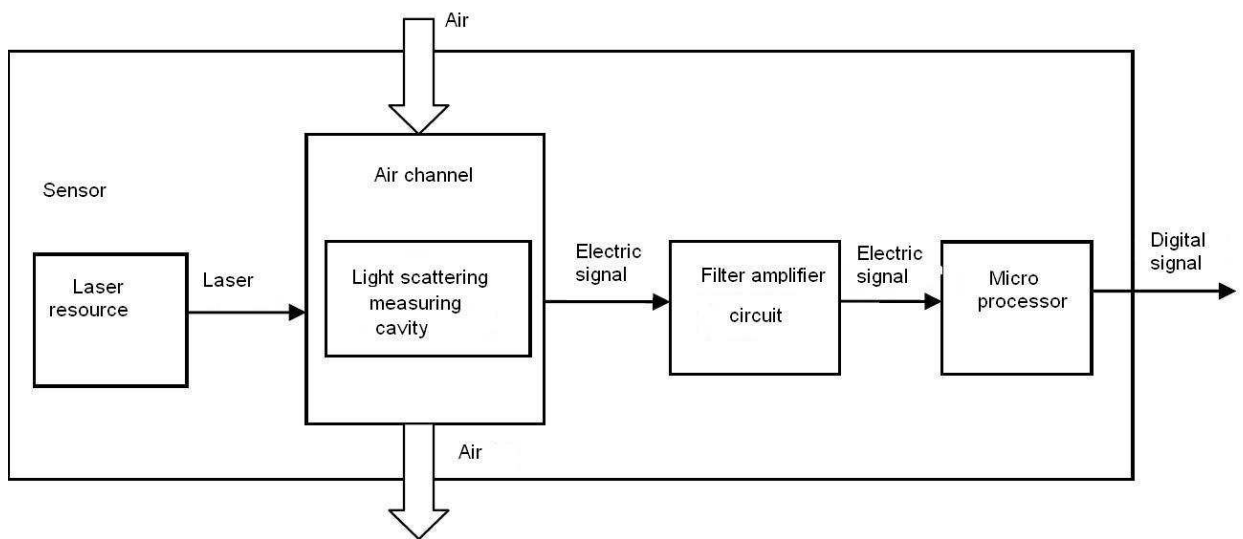 Air
Sensor
Air channel
Laser
resource
Laser
Light scattering
measuring
cavity
Electric
signal
Filter amplifier
circuit
Electric
signal
Micro
processor
Digital
signal
Air